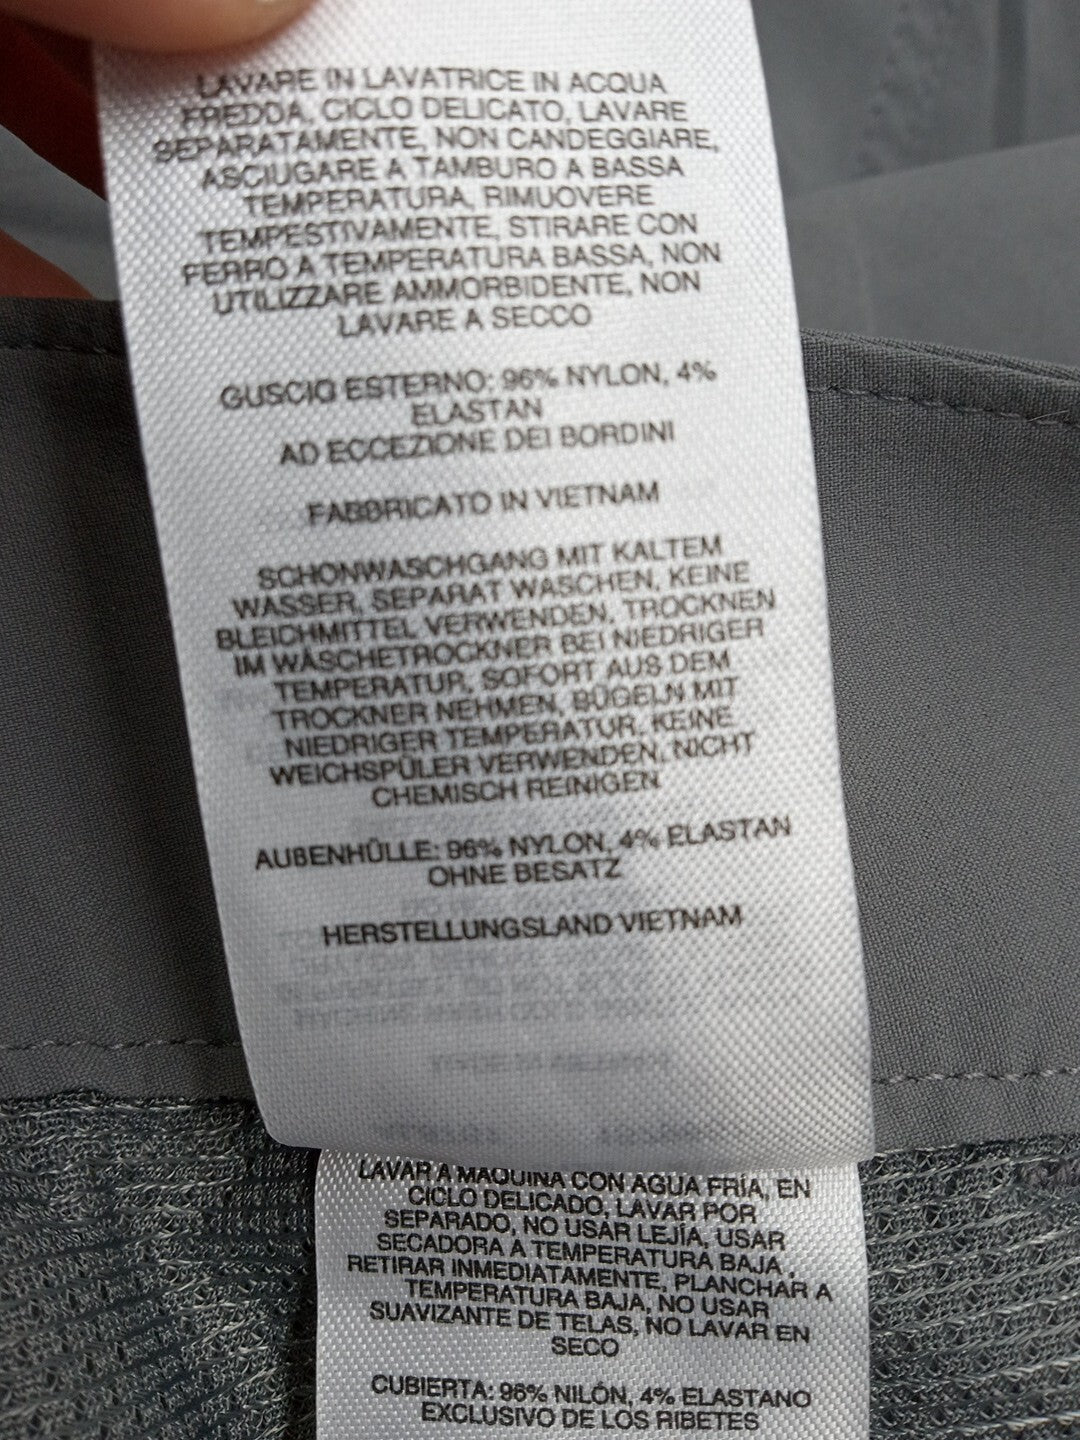 LAVARE IN LAVATRICE IN ACQUA
FREDDA, CICLO DELICATO, LAVARE
SEPARATAMENTE, NON CANDEGGIARE,
ASCIUGARE A TAMBURO A BASSA
TEMPERATURA, RIMUOVERE
TEMPESTIVAMENTE, STIRARE CON
FERRO A TEMPERATURA BASSA, NON
UTILIZZARE AMMORBIDENTE, NON
LAVARE A SECCO
GUSCIO ESTERNO: 96% NYLON, 4%
ELASTAN
AD ECCEZIONE DEI BORDINI
FABBRICATO IN VIETNAM
SCHONWASCHGANG MIT KALTEM
WASSER, SEPARAT WASCHEN, KEINE
BLEICHMITTEL VERWENDEN, TROCKNEN
IM WÄSCHETROCKNER BEI NIEDRIGER
TEMPERATUR, SOFORT AUS DEM
TROCKNER NEHMEN, BÜGELN MIT
NIEDRIGER TEMPERATUR, KEINE
WEICHSPÜLER VERWENDEN, NICHT
CHEMISCH REINIGEN
AUßENHÜLLE: 96% NYLON, 4% ELASTAN
OHNE BESATZ
HERSTELLUNGSLAND VIETNAM
LAVAR A MAQUINA CON AGUA FRÍA, EN
CICLO DELICADO, LAVAR POR
SEPARADO, NO USAR LEJÍA, USAR
SECADORA A TEMPERATURA BAJA,
RETIRAR INMEDIATAMENTE, PLANCHAR A
TEMPERATURA BAJA, NO USAR
SUAVIZANTE DE TELAS, NO LAVAR EN
SECO
CUBIERTA: 96% NILÓN, 4% ELASTANO
EXCLUSIVO DE LOS RIBETES